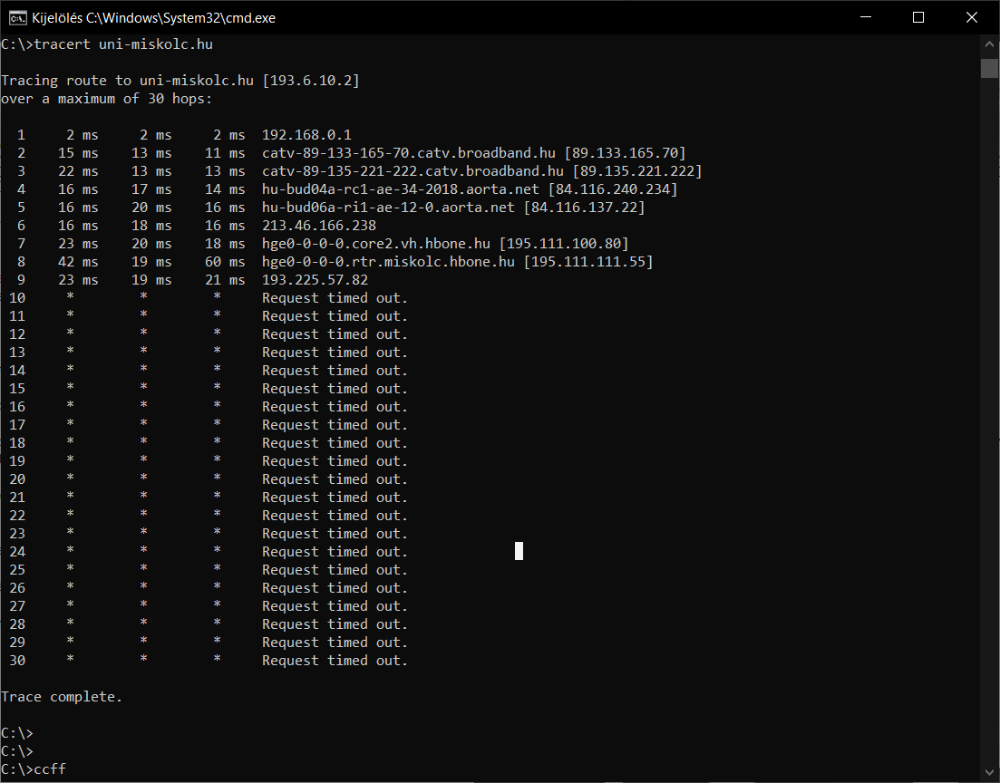 Kijelölés C:\Windows\System32\cmd.exe
C:\>tracert uni-miskolc.hu
Tracing route to uni-miskolc.hu [193.6.10.2]
over a maximum of 30 hops:
1 2 ms 2 ms 2 ms 192.168.0.1
2 15 ms 13 ms 11 ms catv-89-133-165-70.catv.broadband.hu [89.133.165.70]
3 22 ms 13 ms 13 ms catv-89-135-221-222.catv.broadband.hu [89.135.221.222]
4 16 ms 17 ms 14 ms hu-bud04a-rc1-ae-34-2018.aorta.net [84.116.240.234]
5 16 ms 20 ms 16 ms hu-bud06a-ri1-ae-12-0.aorta.net [84.116.137.22]
6 16 ms 18 ms 16 ms 213.46.166.238
7 23 ms 20 ms 18 ms hge0-0-0-0.core2.vh.hbone.hu [195.111.100.80]
8 42 ms 19 ms 60 ms hge0-0-0-0.rtr.miskolc.hbone.hu [195.111.111.55]
9 23 ms 19 ms 21 ms 193.225.57.82
10 * * * Request timed out.
11 * * * Request timed out.
12 * * * Request timed out.
13 * * * Request timed out.
14 * * * Request timed out.
15 * * * Request timed out.
16 * * * Request timed out.
17 * * * Request timed out.
18 * * * Request timed out.
19 * * * Request timed out.
20 * * * Request timed out.
21 * * * Request timed out.
22 * * * Request timed out.
23 * * * Request timed out.
24 * * * Request timed out.
25 * * * Request timed out.
26 * * * Request timed out.
27 * * * Request timed out.
28 * * * Request timed out.
29 * * * Request timed out.
30 * * * Request timed out.
Trace complete.
C:\>
C:\>
C:\>ccff